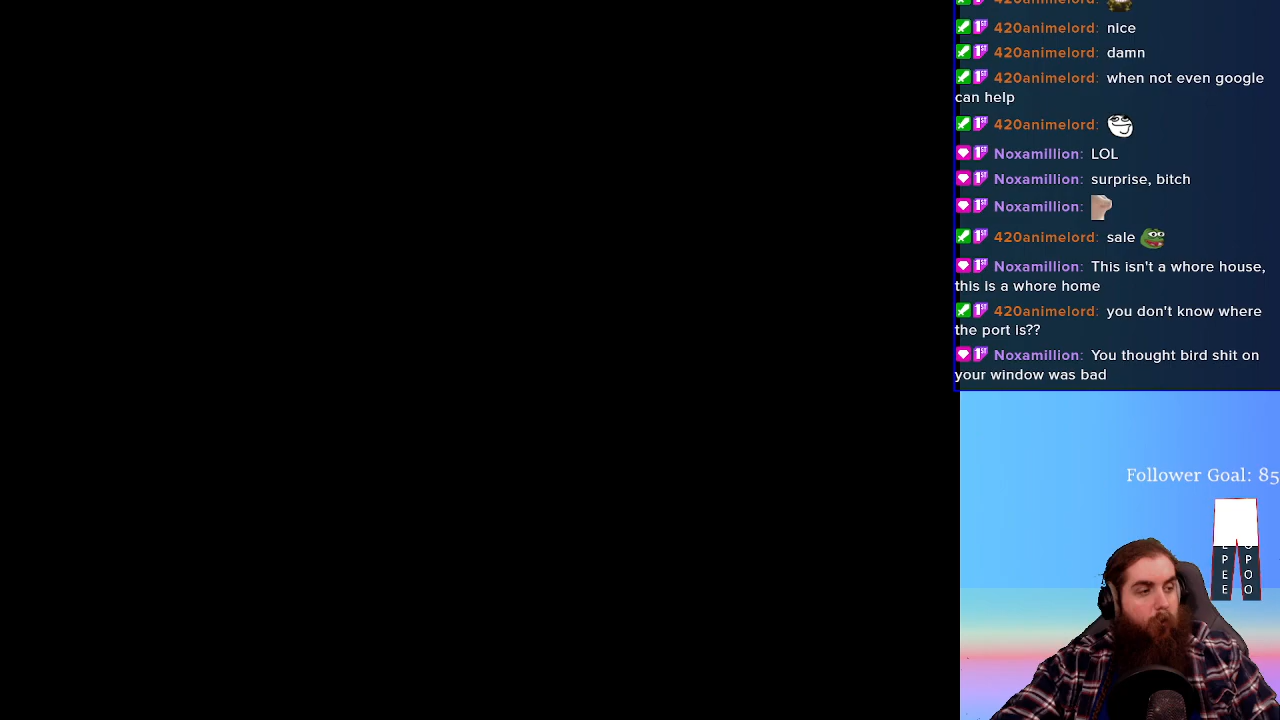 420animelord:
420animelord: nice
420animelord: damn
420animelord: when not even google
can help
420animelord:
Noxamillion: LOL
Noxamillion: surprise, bitch
Noxamillion:
420animelord: sale
Noxamillion: This isn't a whore house,
this is a whore home
420animelord: you don't know where
the port is??
Noxamillion: You thought bird shit on
your window was bad
Follower Goal: 85
P P
E O
E O